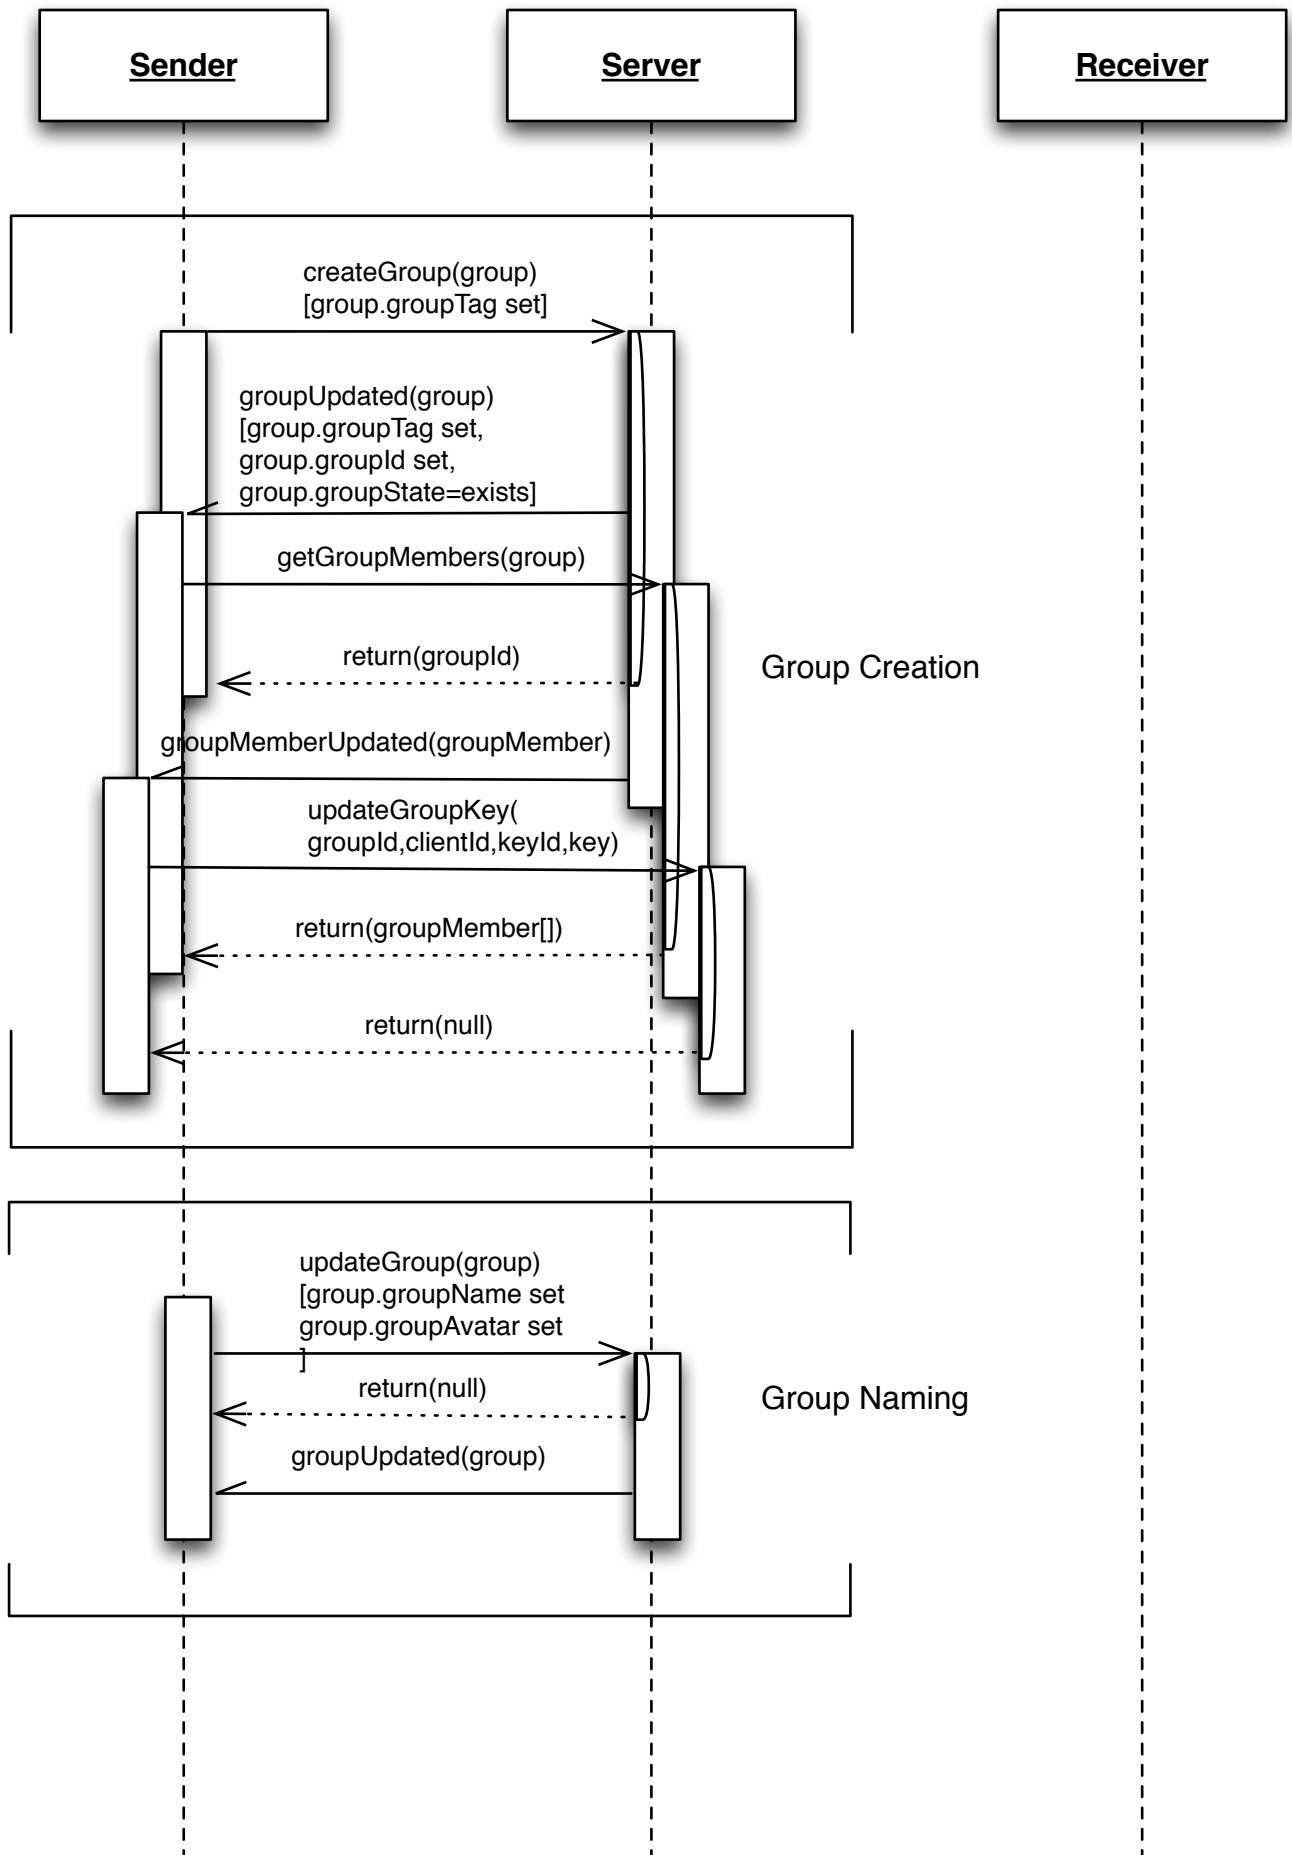 Sender
Server
Receiver
createGroup(group)
[group.groupTag set]
groupUpdated(group)
[group.groupTag set,
group.groupId set,
group.groupState=exists]
getGroupMembers(group)
return(groupId)
Group Creation
groupMemberUpdated(groupMember)
updateGroupKey(
groupId,clientId,keyId,key)
return(groupMember[])
return(null)
updateGroup(group)
[group.groupName set
group.groupAvatar set
]
return(null)
Group Naming
groupUpdated(group)